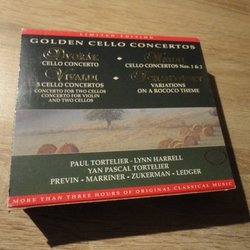 LIMITED EDITION
GOLDEN CELLO CONCERTOS
DVOŘÁK
CELLO CONCERTO
HAYDN
CELLO CONCERTOS Nos. 1 & 2
VIVALDI
5 CELLO CONCERTOS
CONCERTO FOR TWO CELLOS
CONCERTO FOR VIOLIN
AND TWO CELLOS
TCHAIKOVSKY
VARIATIONS
ON A ROCOCO THEME
PAUL TORTELIER - LYNN HARRELL
YAN PASCAL TORTELIER
PREVIN - MARRINER - ZUKERMAN - LEDGER
MORE THAN THREE HOURS OF ORIGINAL CLASSICAL MUSIC